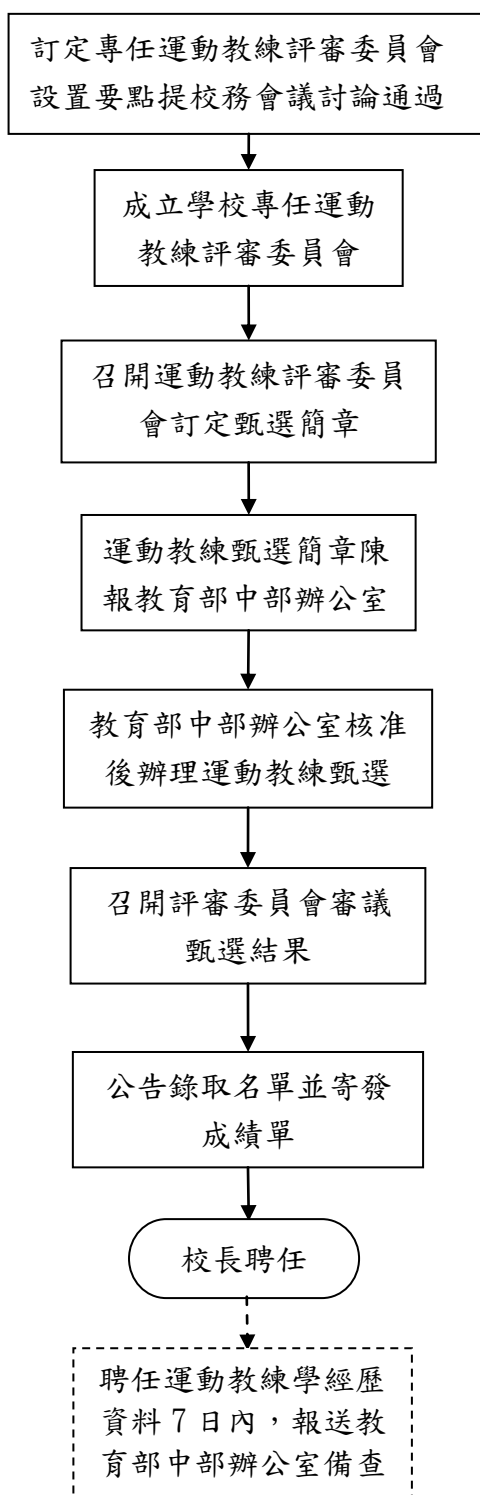 訂定專任運動教練評審委員會
設置要點提校務會議討論通過
成立學校專任運動
教練評審委員會
召開運動教練評審委員
會訂定甄選簡章
運動教練甄選簡章陳
報教育部中部辦公室
教育部中部辦公室核准
後辦理運動教練甄選
召開評審委員會審議
甄選結果
公告錄取名單並寄發
成績單
校長聘任
聘任運動教練學經歷
資料7日內，報送教
育部中部辦公室備查